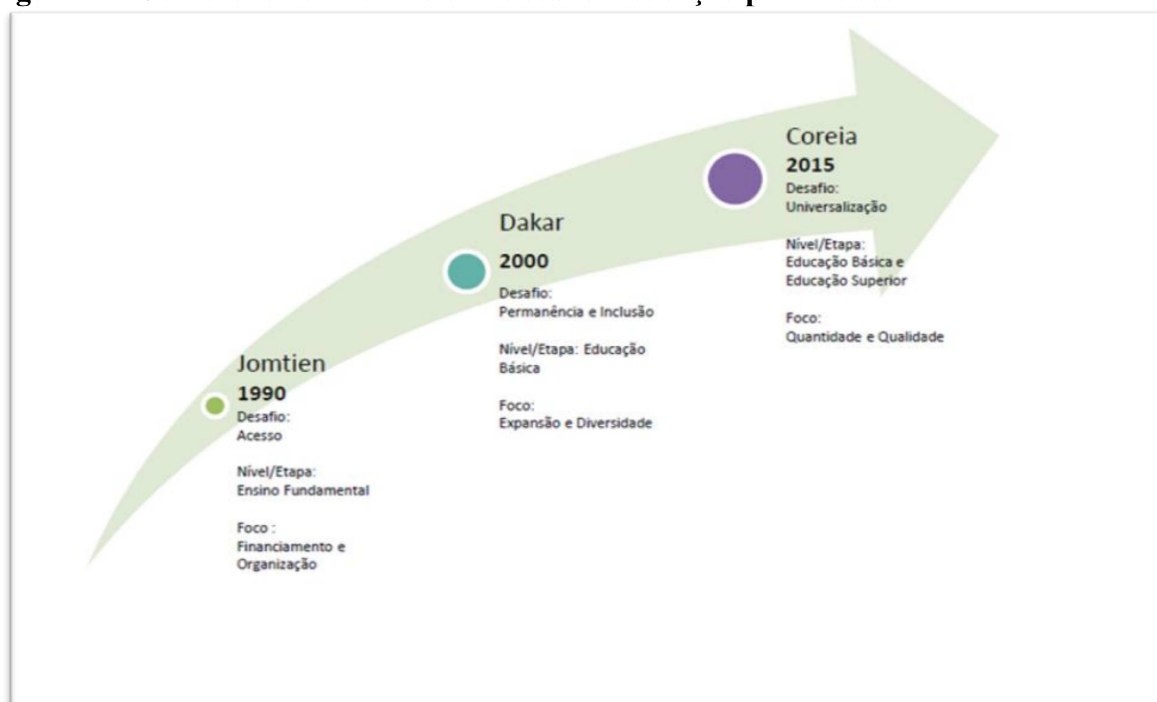 Jomtien
1990
Desafio:
Acesso
Nível/Etapa:
Ensino Fundamental
Foco :
Financiamento e
Organização
Dakar
2000
Desafio:
Permanência e Inclusão
Nível/Etapa: Educação
Básica
Foco:
Expansão e Diversidade
Coreia
2015
Desafio:
Universalização
Nível/Etapa:
Educação Básica e
Educação Superior
Foco:
Quantidade e Qualidade